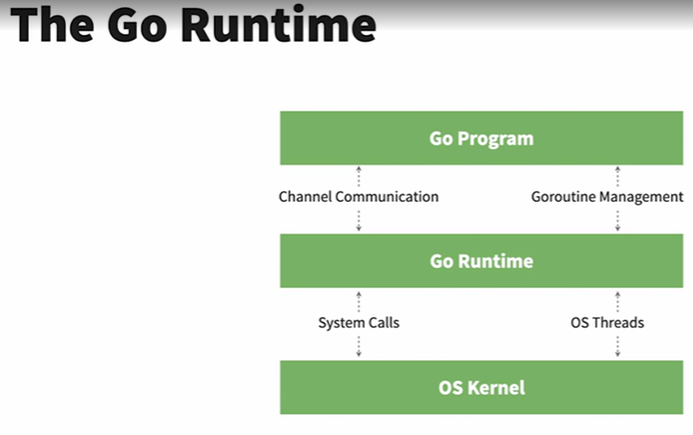 The Go Runtime
Go Program
Channel Communication
Goroutine Management
Go Runtime
System Calls
OS Threads
OS Kernel